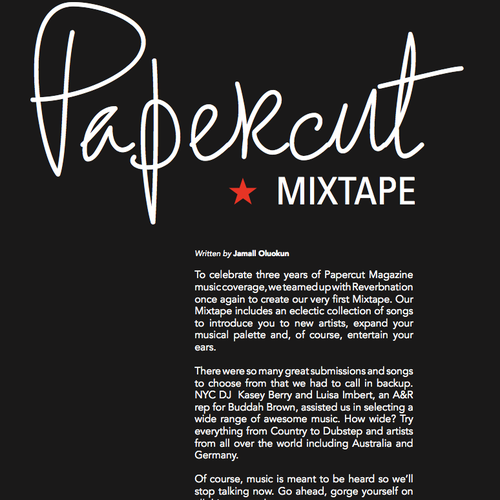 Papercut
MIXTAPE
Written by Jamall Oluokun
To celebrate three years of Papercut Magazine
music coverage, we teamed up with Reverbnation
once again to create our very first Mixtape. Our
Mixtape includes an eclectic collection of songs
to introduce you to new artists, expand your
musical palette and, of course, entertain your
ears.
There were so many great submissions and songs
to choose from that we had to call in backup.
NYC DJ Kasey Berry and Luisa Imbert, an A&R
rep for Buddah Brown, assisted us in selecting a
wide range of awesome music. How wide? Try
everything from Country to Dubstep and artists
from all over the world including Australia and
Germany.
Of course, music is meant to be heard so we'll
stop talking now. Go ahead, gorge yourself on